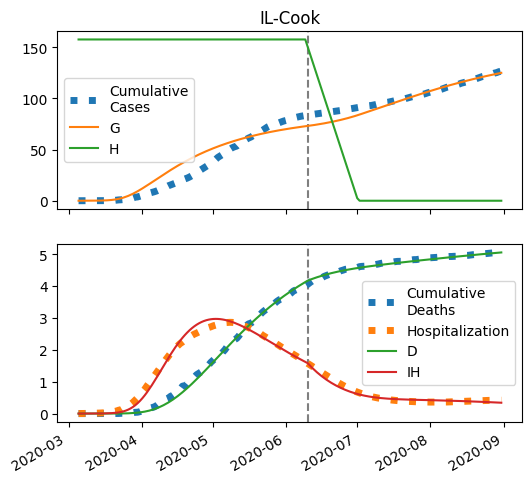 IL-Cook
150
100
50
0
Cumulative
Cases
G
H
5
4
3
2
1
0
Cumulative
Deaths
Hospitalization
D
IH
2020-03
2020-04
2020-05
2020-06
2020-07
2020-08
2020-09